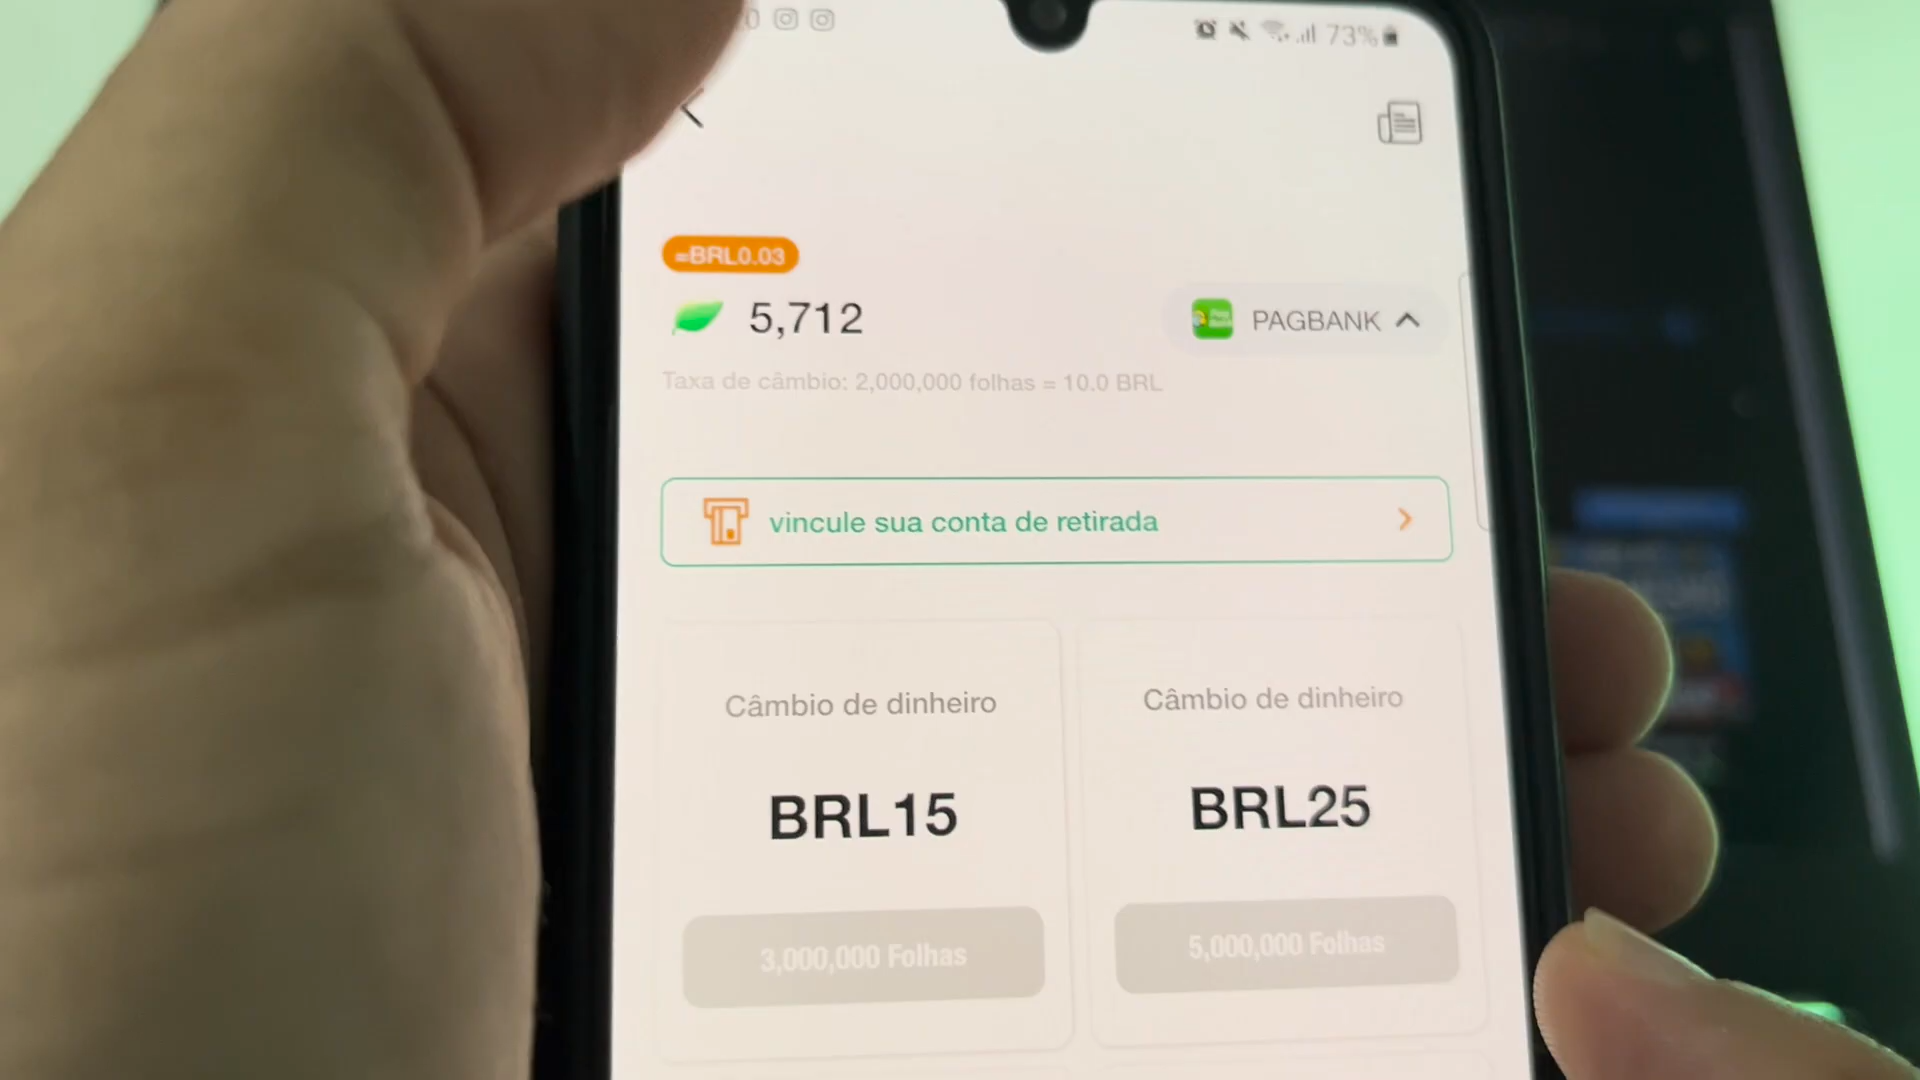 73%
=BRL0.03
5,712
PAGBANK
Taxa de câmbio: 2,000,000 folhas = 10.0 BRL
vincule sua conta de retirada
Câmbio de dinheiro
Câmbio de dinheiro
BRL15
BRL25
3,000,000 Folhas
5,000,000 Folhas